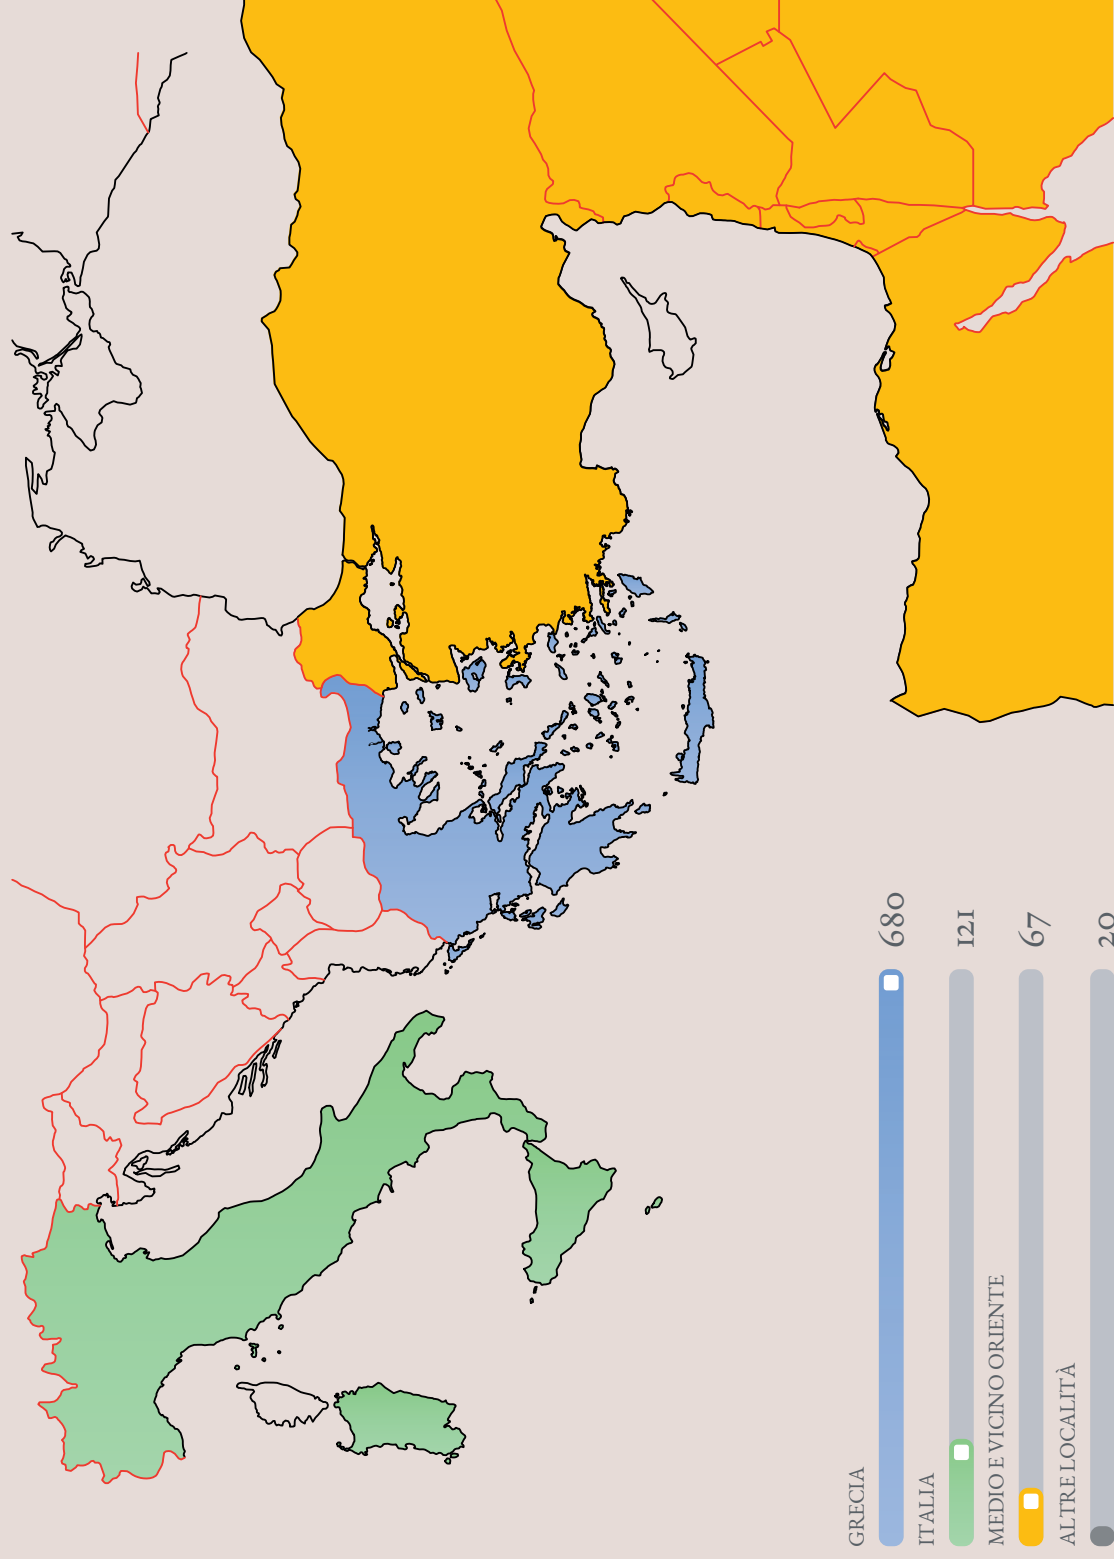 GRECIA
680
ITALIA
121
MEDIO E VICINO ORIENTE
67
ALTRE LOCALITÀ
20